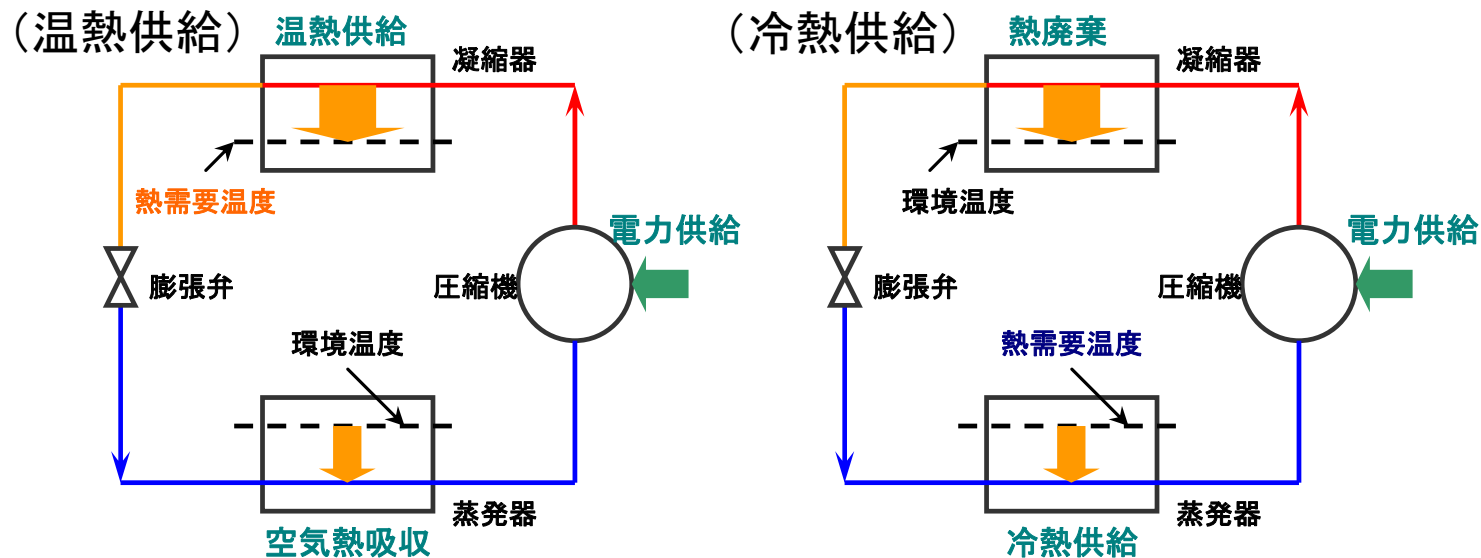 (温熱供給)
温熱供給
凝縮器
熱需要温度
電力供給
膨張弁
圧縮機
環境温度
蒸発器
空気熱吸収
(冷熱供給)
熱廃棄
凝縮器
環境温度
電力供給
膨張弁
圧縮機
熱需要温度
蒸発器
冷熱供給